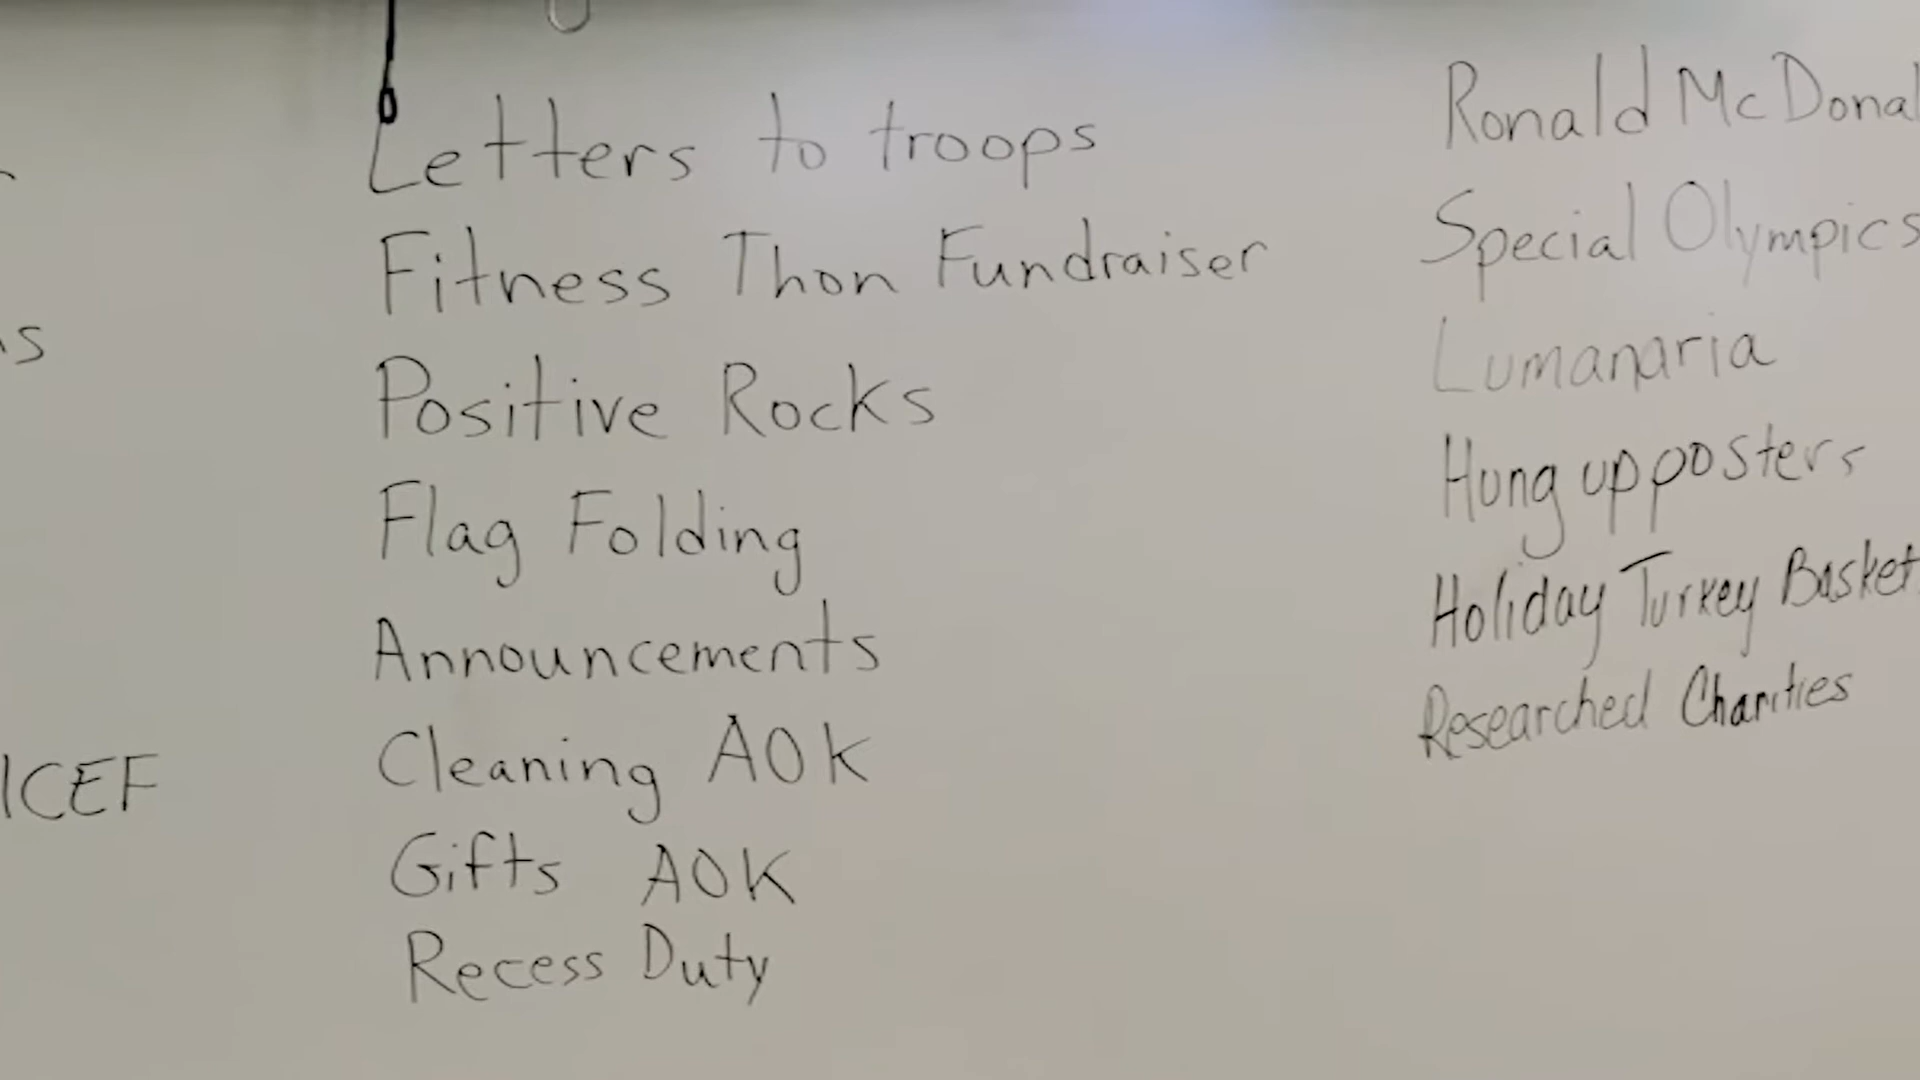 Letters to troops
Fitness Thon Fundraiser
Positive Rocks
Flag Folding
Announcements
Cleaning AOK
Gifts AOK
Recess Duty
Ronald McDonal
Special Olympics
Lumanaria
Hung up posters
Holiday Turkey Basket
Researched Charities
ICEF